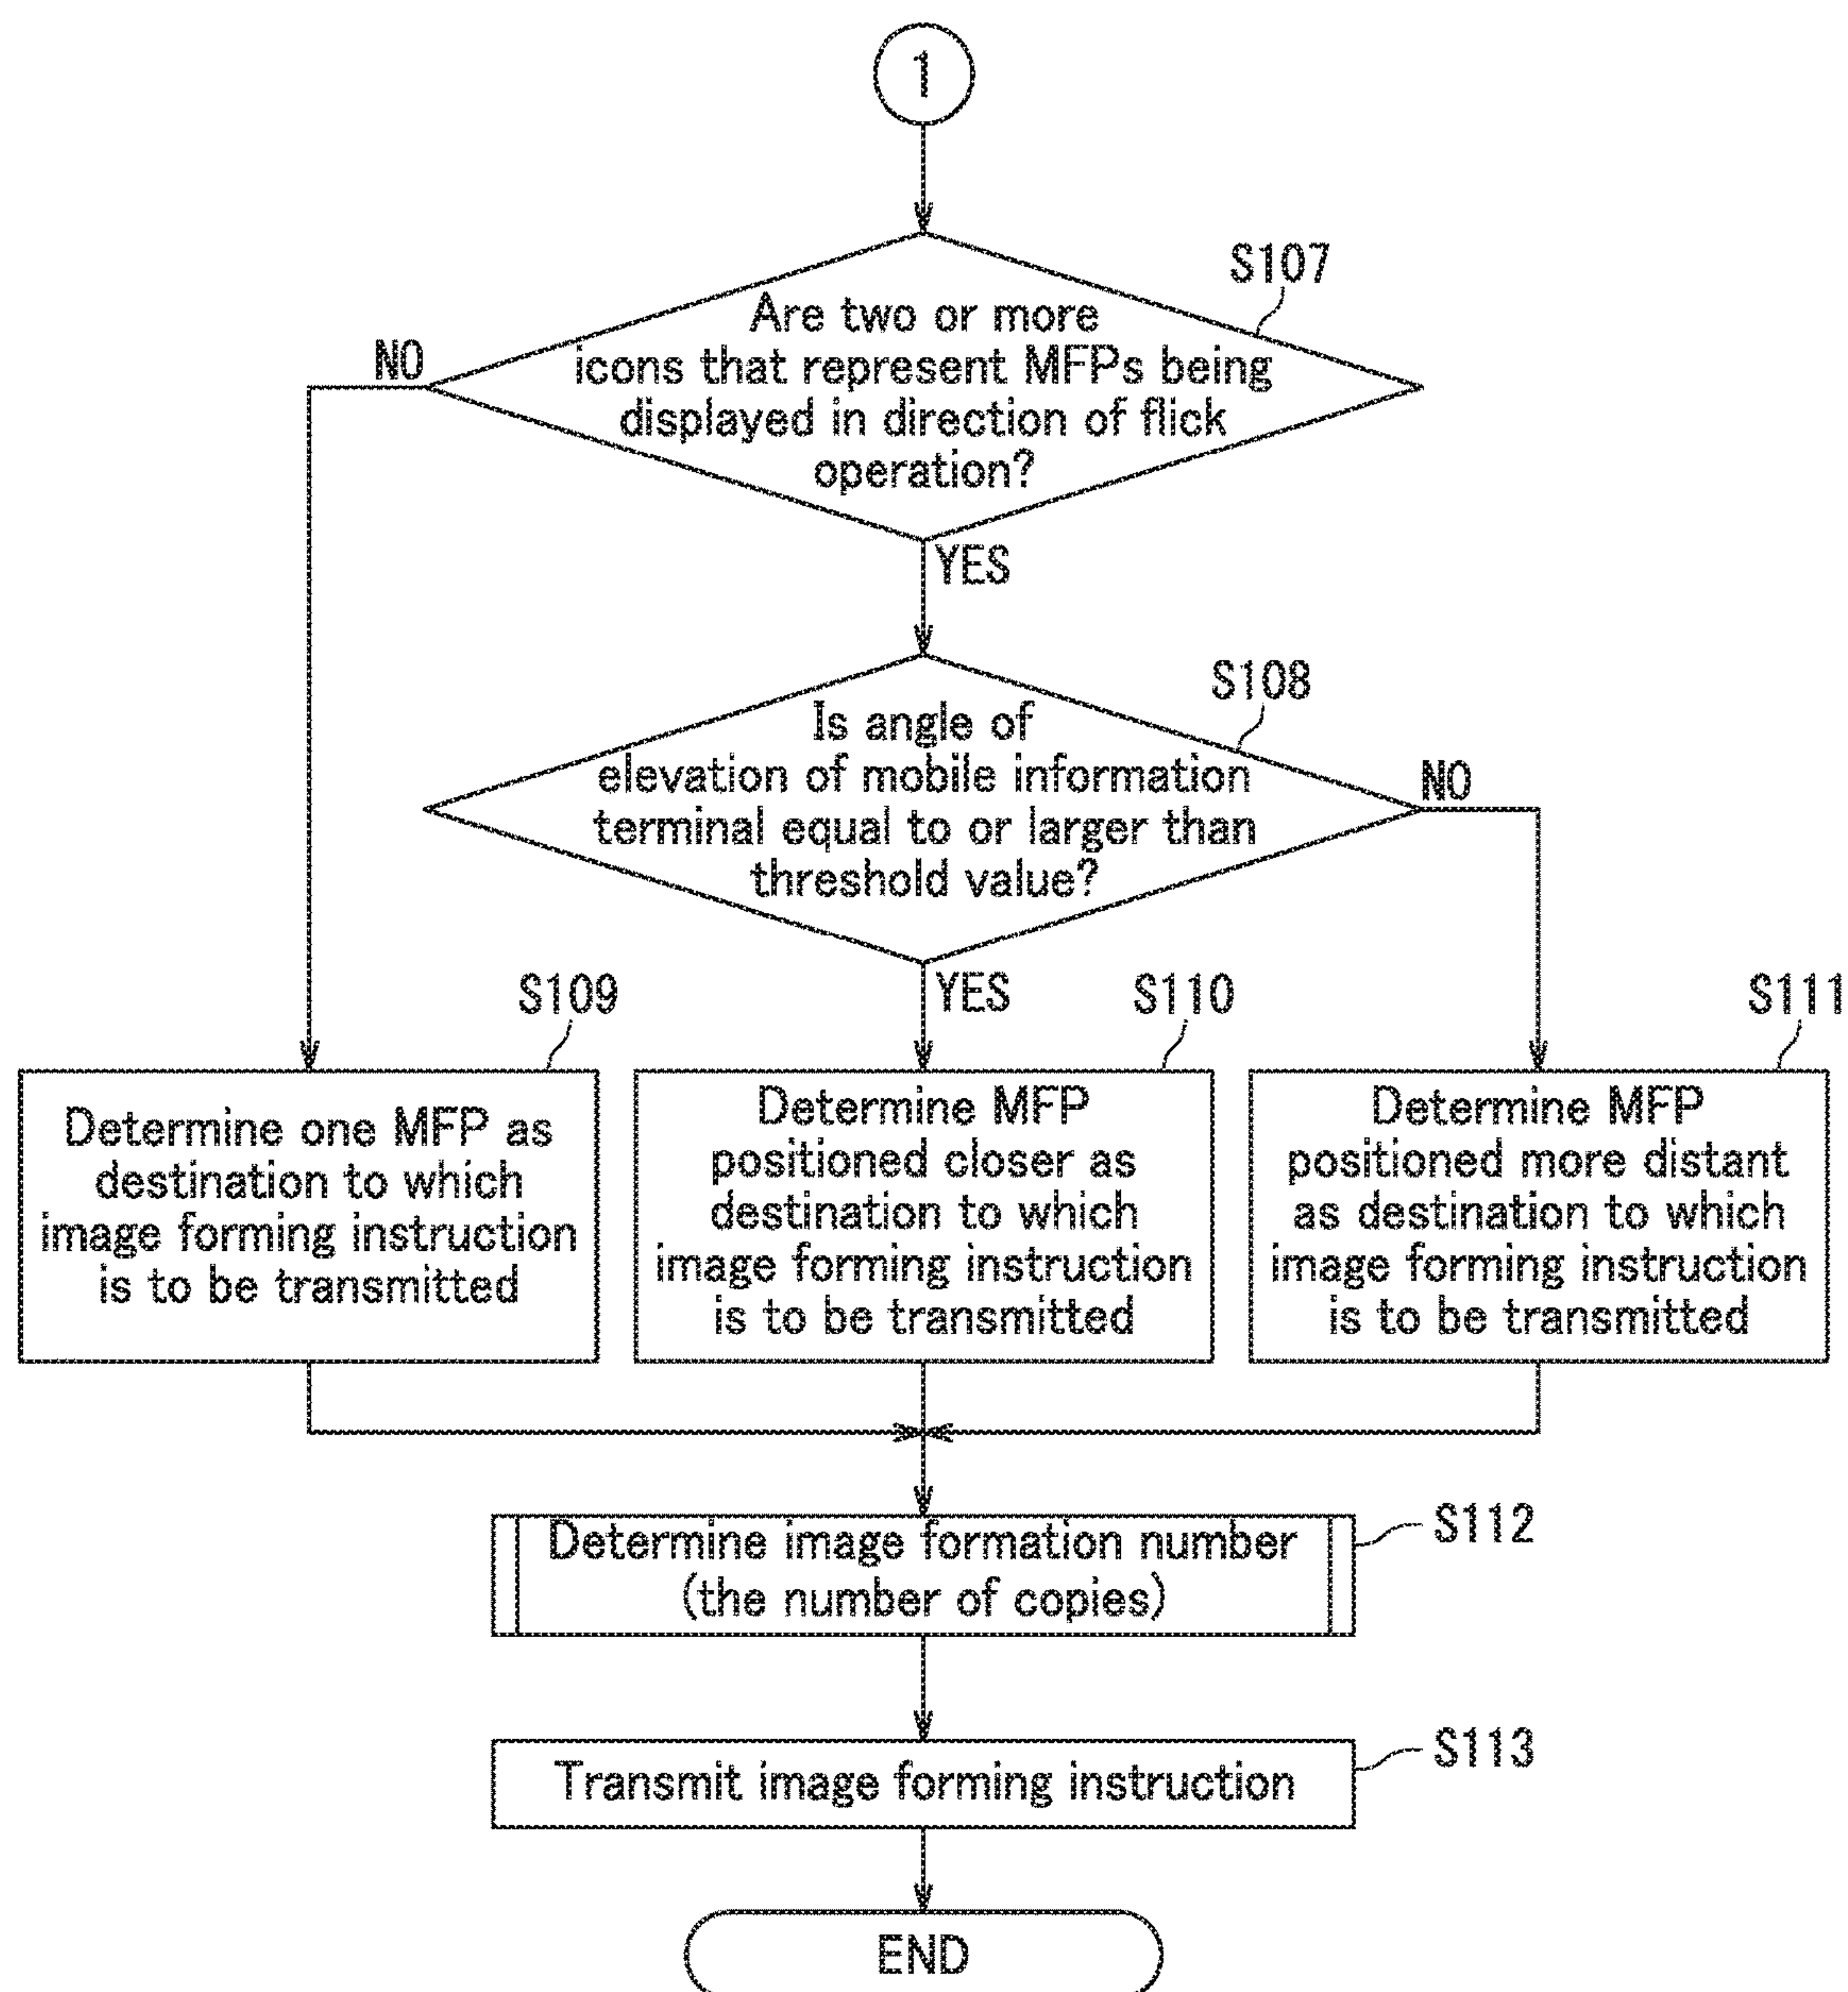 1
S107
Are two or more
icons that represent MFPs being
displayed in direction of flick
operation?
NO
YES
S108
Is angle of
elevation of mobile information
terminal equal to or larger than
threshold value?
NO
YES
S109
Determine one MFP as
destination to which
image forming instruction
is to be transmitted
S110
Determine MFP
positioned closer as
destination to which
image forming instruction
is to be transmitted
S111
Determine MFP
positioned more distant
as destination to which
image forming instruction
is to be transmitted
Determine image formation number
(the number of copies)
S112
Transmit image forming instruction
S113
END